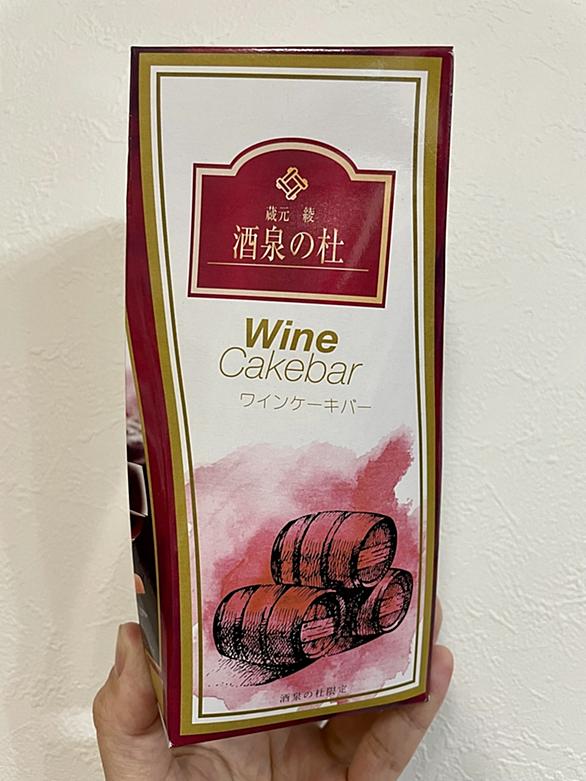 蔵元 綾
酒泉の杜
Wine
Cakebar
ワインケーキバー
酒泉の杜限定